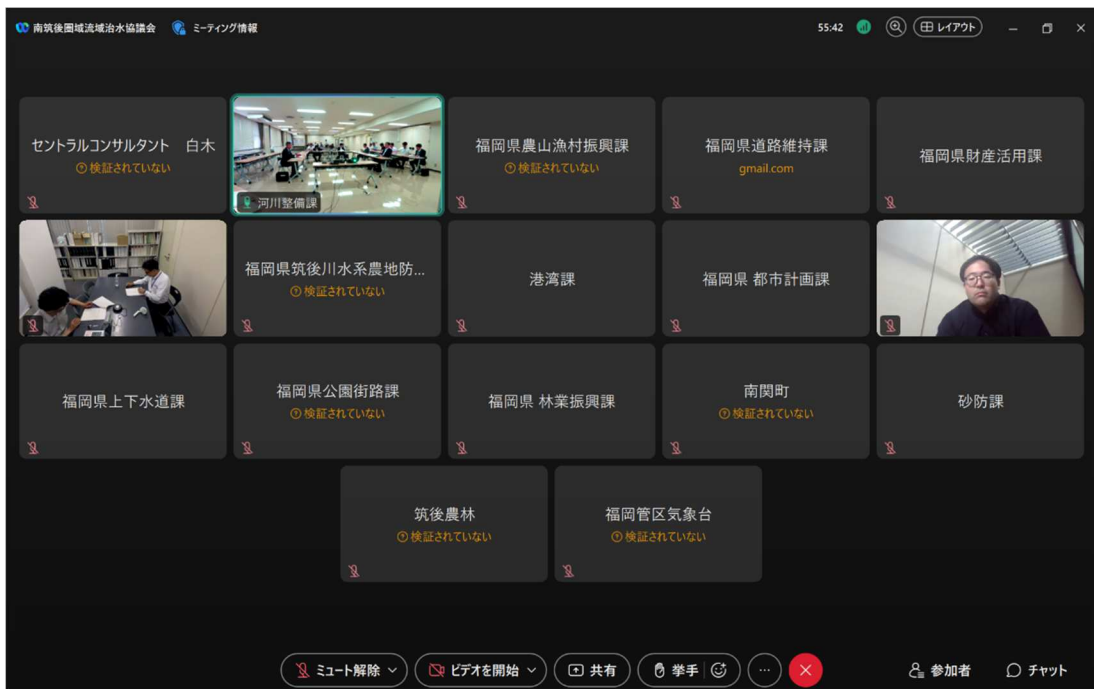 南筑後圏域流域治水協議会 ミーティング情報
55:42 レイアウト
セントラルコンサルタント 白木
検証されていない
河川整備課
福岡県農山漁村振興課
検証されていない
福岡県道路維持課
gmail.com
福岡県財産活用課
福岡県筑後川水系農地防...
検証されていない
港湾課
福岡県 都市計画課
福岡県上下水道課
福岡県公園街路課
検証されていない
福岡県 林業振興課
南関町
検証されていない
砂防課
筑後農林
検証されていない
福岡管区気象台
検証されていない
ミュート解除 ビデオを開始 共有 挙手 参加者 チャット